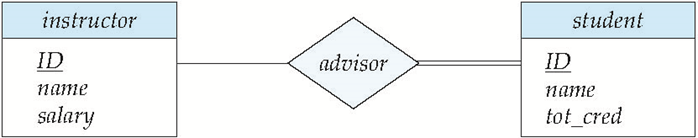 instructor
ID
name
salary
advisor
student
ID
name
tot_cred